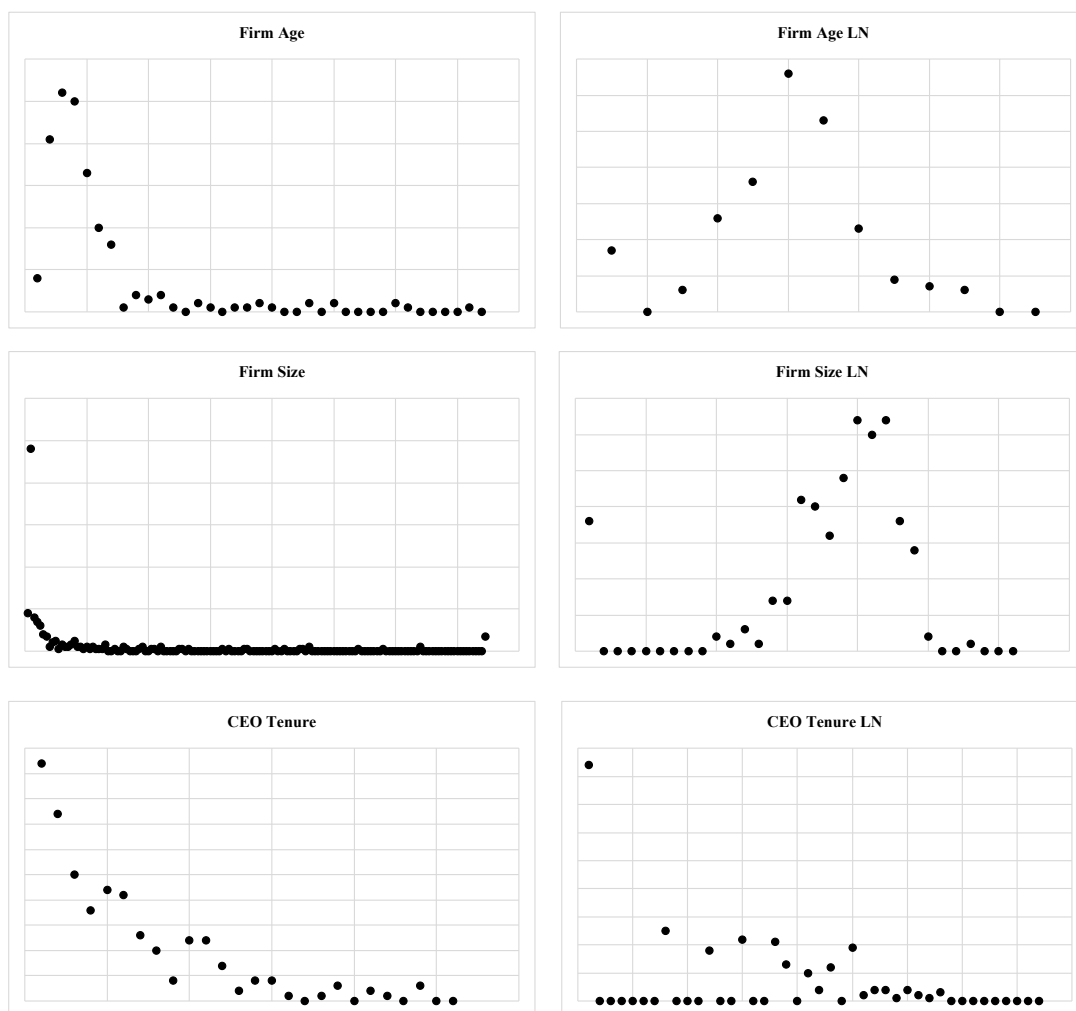 Firm Age
Firm Age LN
Firm Size
Firm Size LN
CEO Tenure
CEO Tenure LN